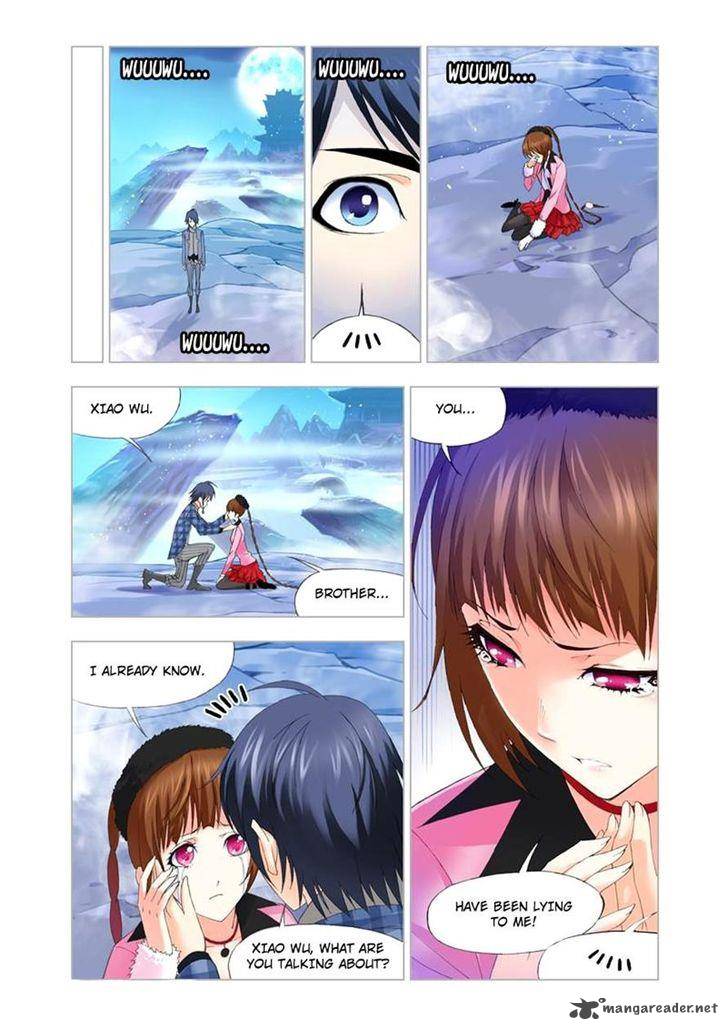 WUUUWU....
WUUUWU....
WUUUWU....
WUUUWU....
XIAO WU.
BROTHER...
YOU...
HAVE BEEN LYING
TO ME!
I ALREADY KNOW.
XIAO WU, WHAT ARE
YOU TALKING ABOUT?
mangareader.net